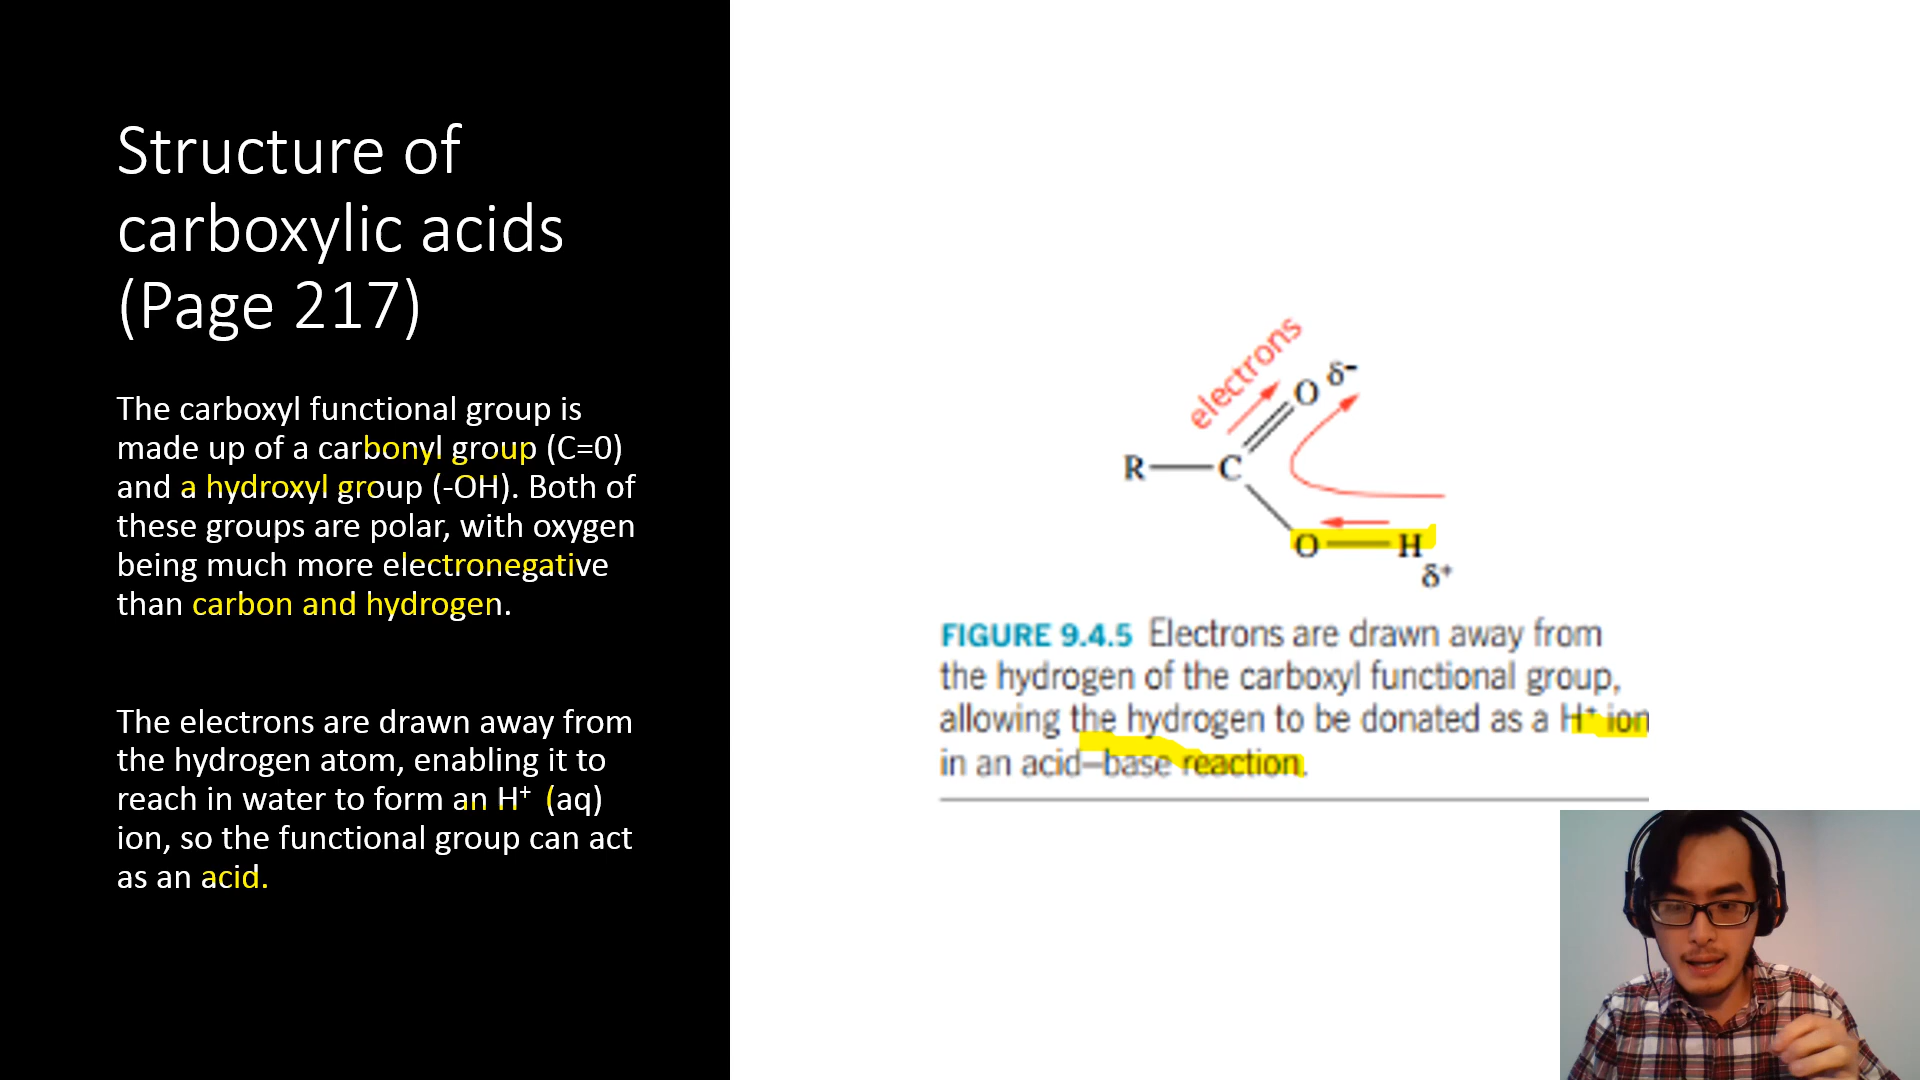 Structure of
carboxylic acids
(Page 217)
The carboxyl functional group is
made up of a carbonyl group (C=0)
and a hydroxyl group (-OH). Both of
these groups are polar, with oxygen
being much more electronegative
than carbon and hydrogen.
The electrons are drawn away from
the hydrogen atom, enabling it to
reach in water to form an H⁺ (aq)
ion, so the functional group can act
as an acid.
electrons
O δ-
R—C
O—H
δ+
FIGURE 9.4.5 Electrons are drawn away from
the hydrogen of the carboxyl functional group,
allowing the hydrogen to be donated as a H⁺ ion
in an acid–base reaction.